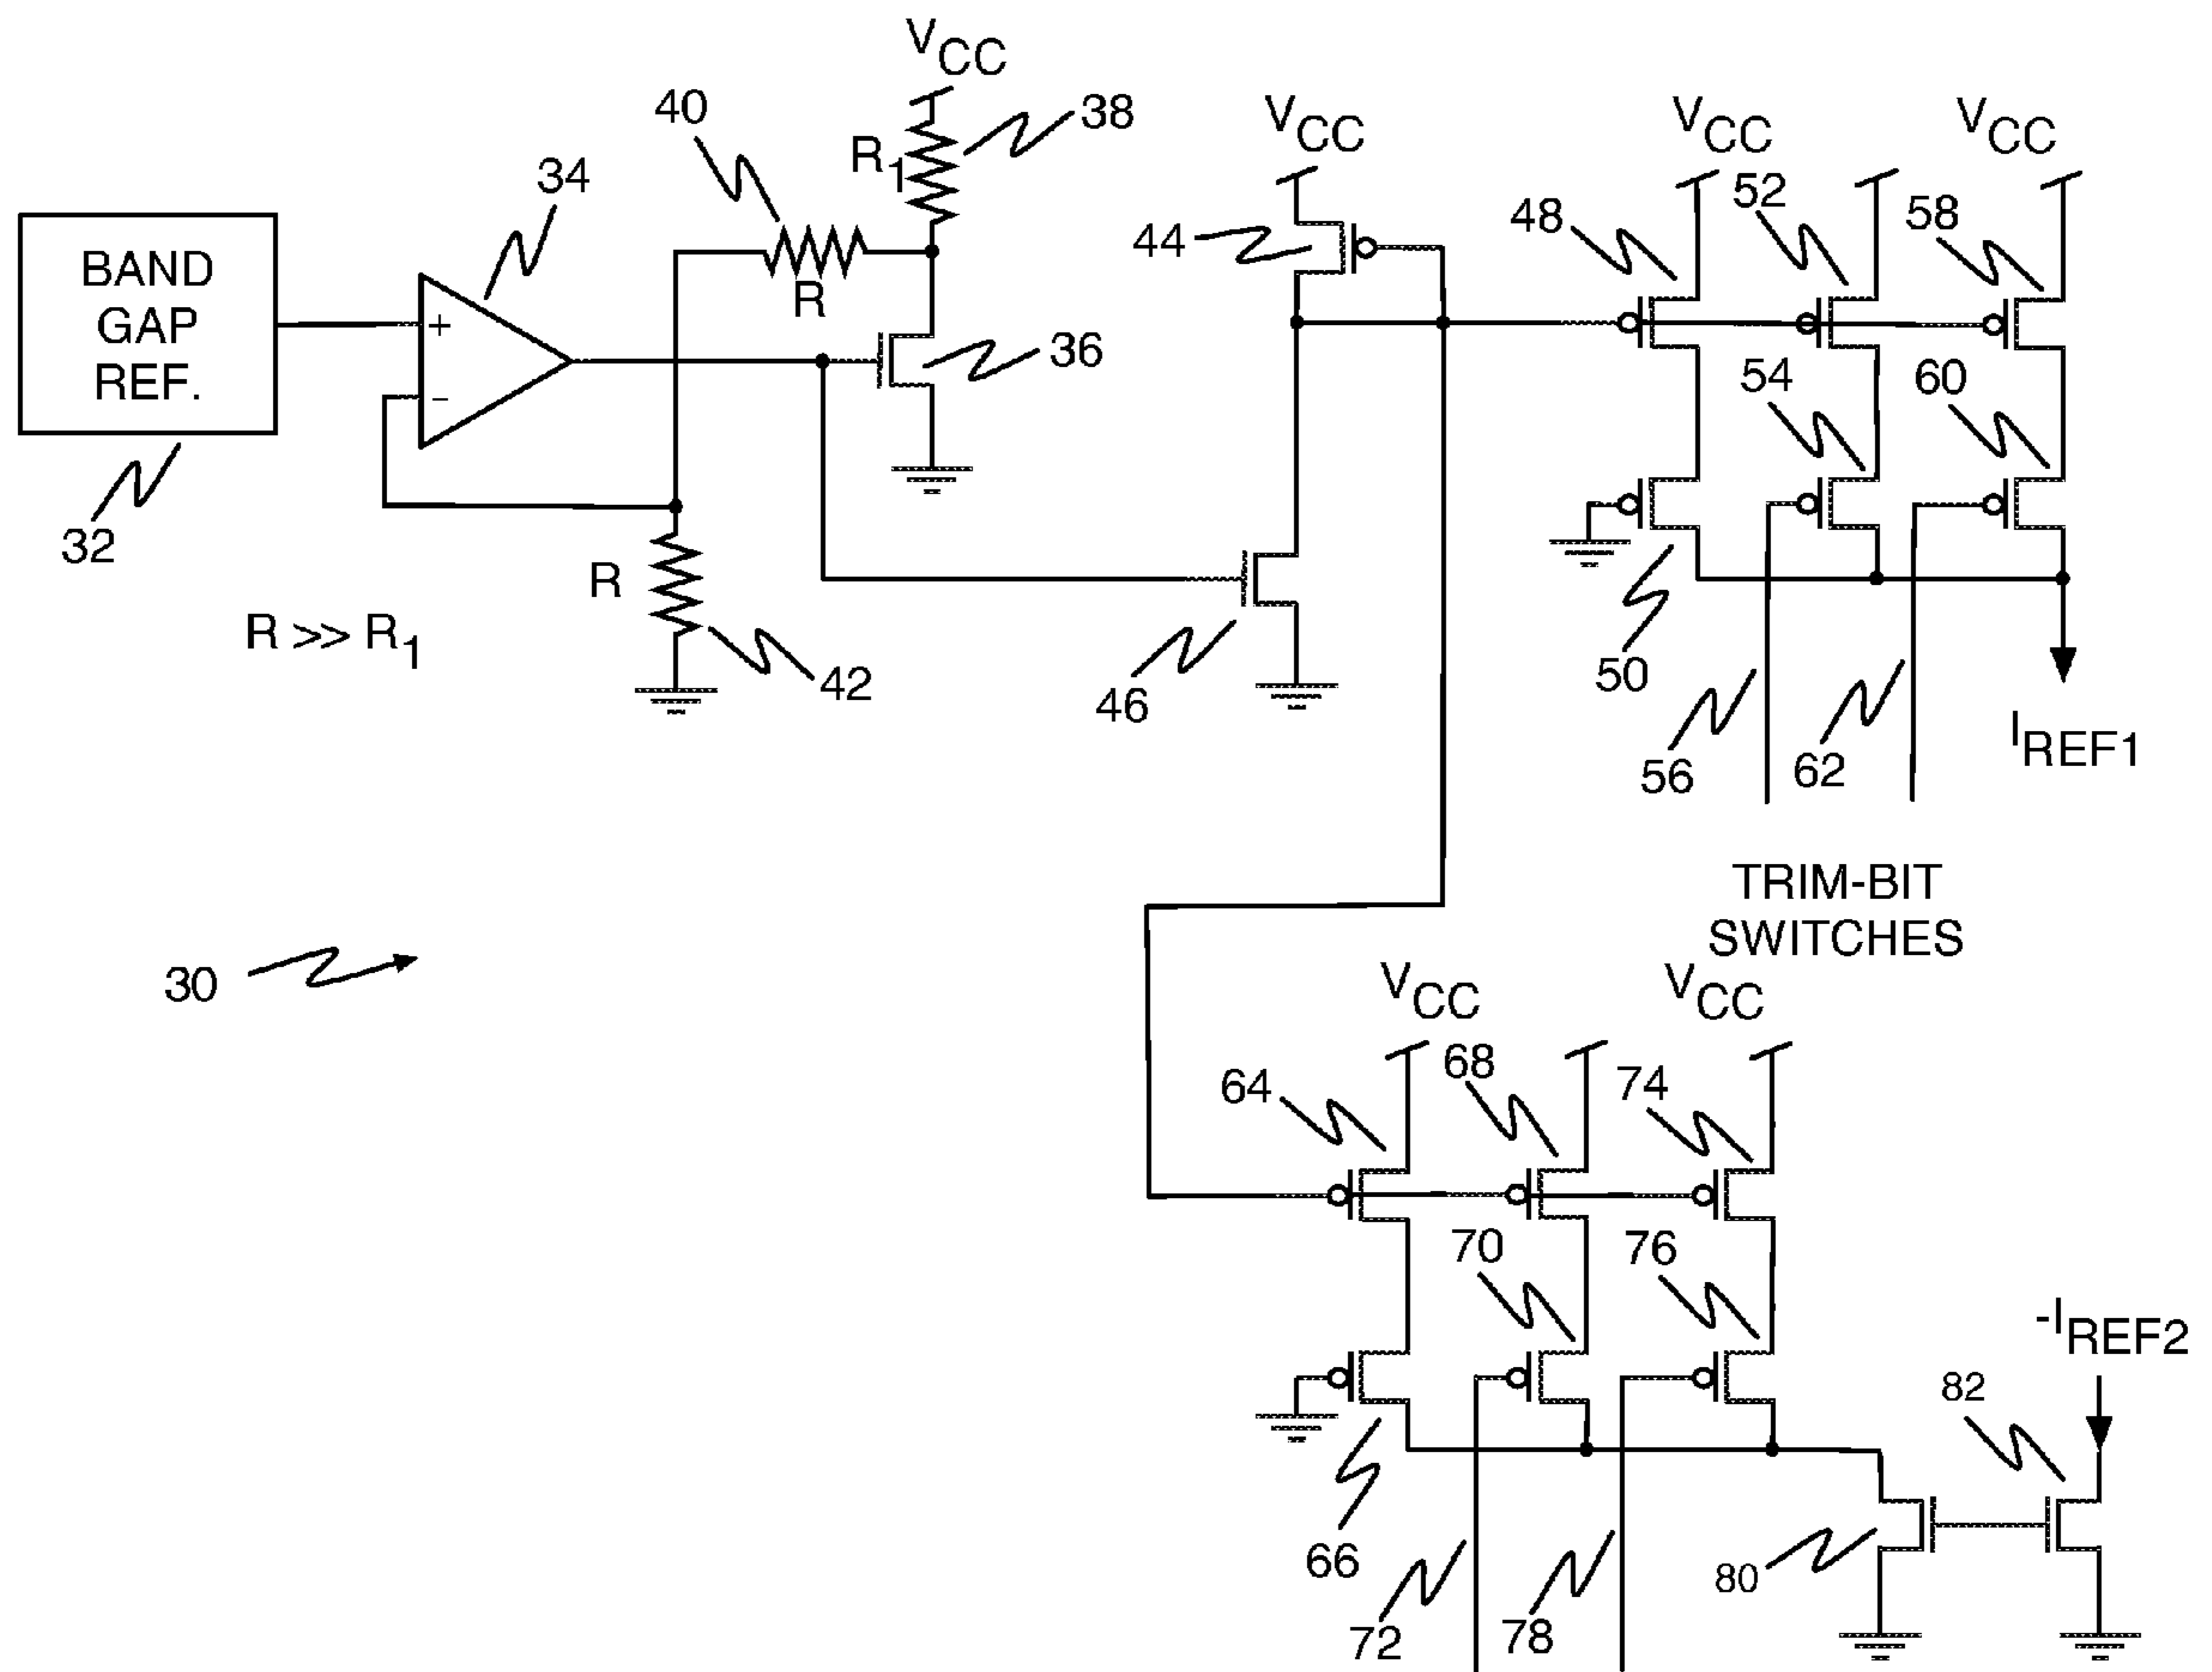 VCC
40
38
R1
34
BAND
GAP
REF.
+
-
R
36
32
R
R >> R1
42
VCC
44
46
VCC
VCC
48
52
58
54
60
50
56
62
IREF1
TRIM-BIT
SWITCHES
30
VCC
VCC
64
68
74
70
76
-IREF2
82
66
80
72
78